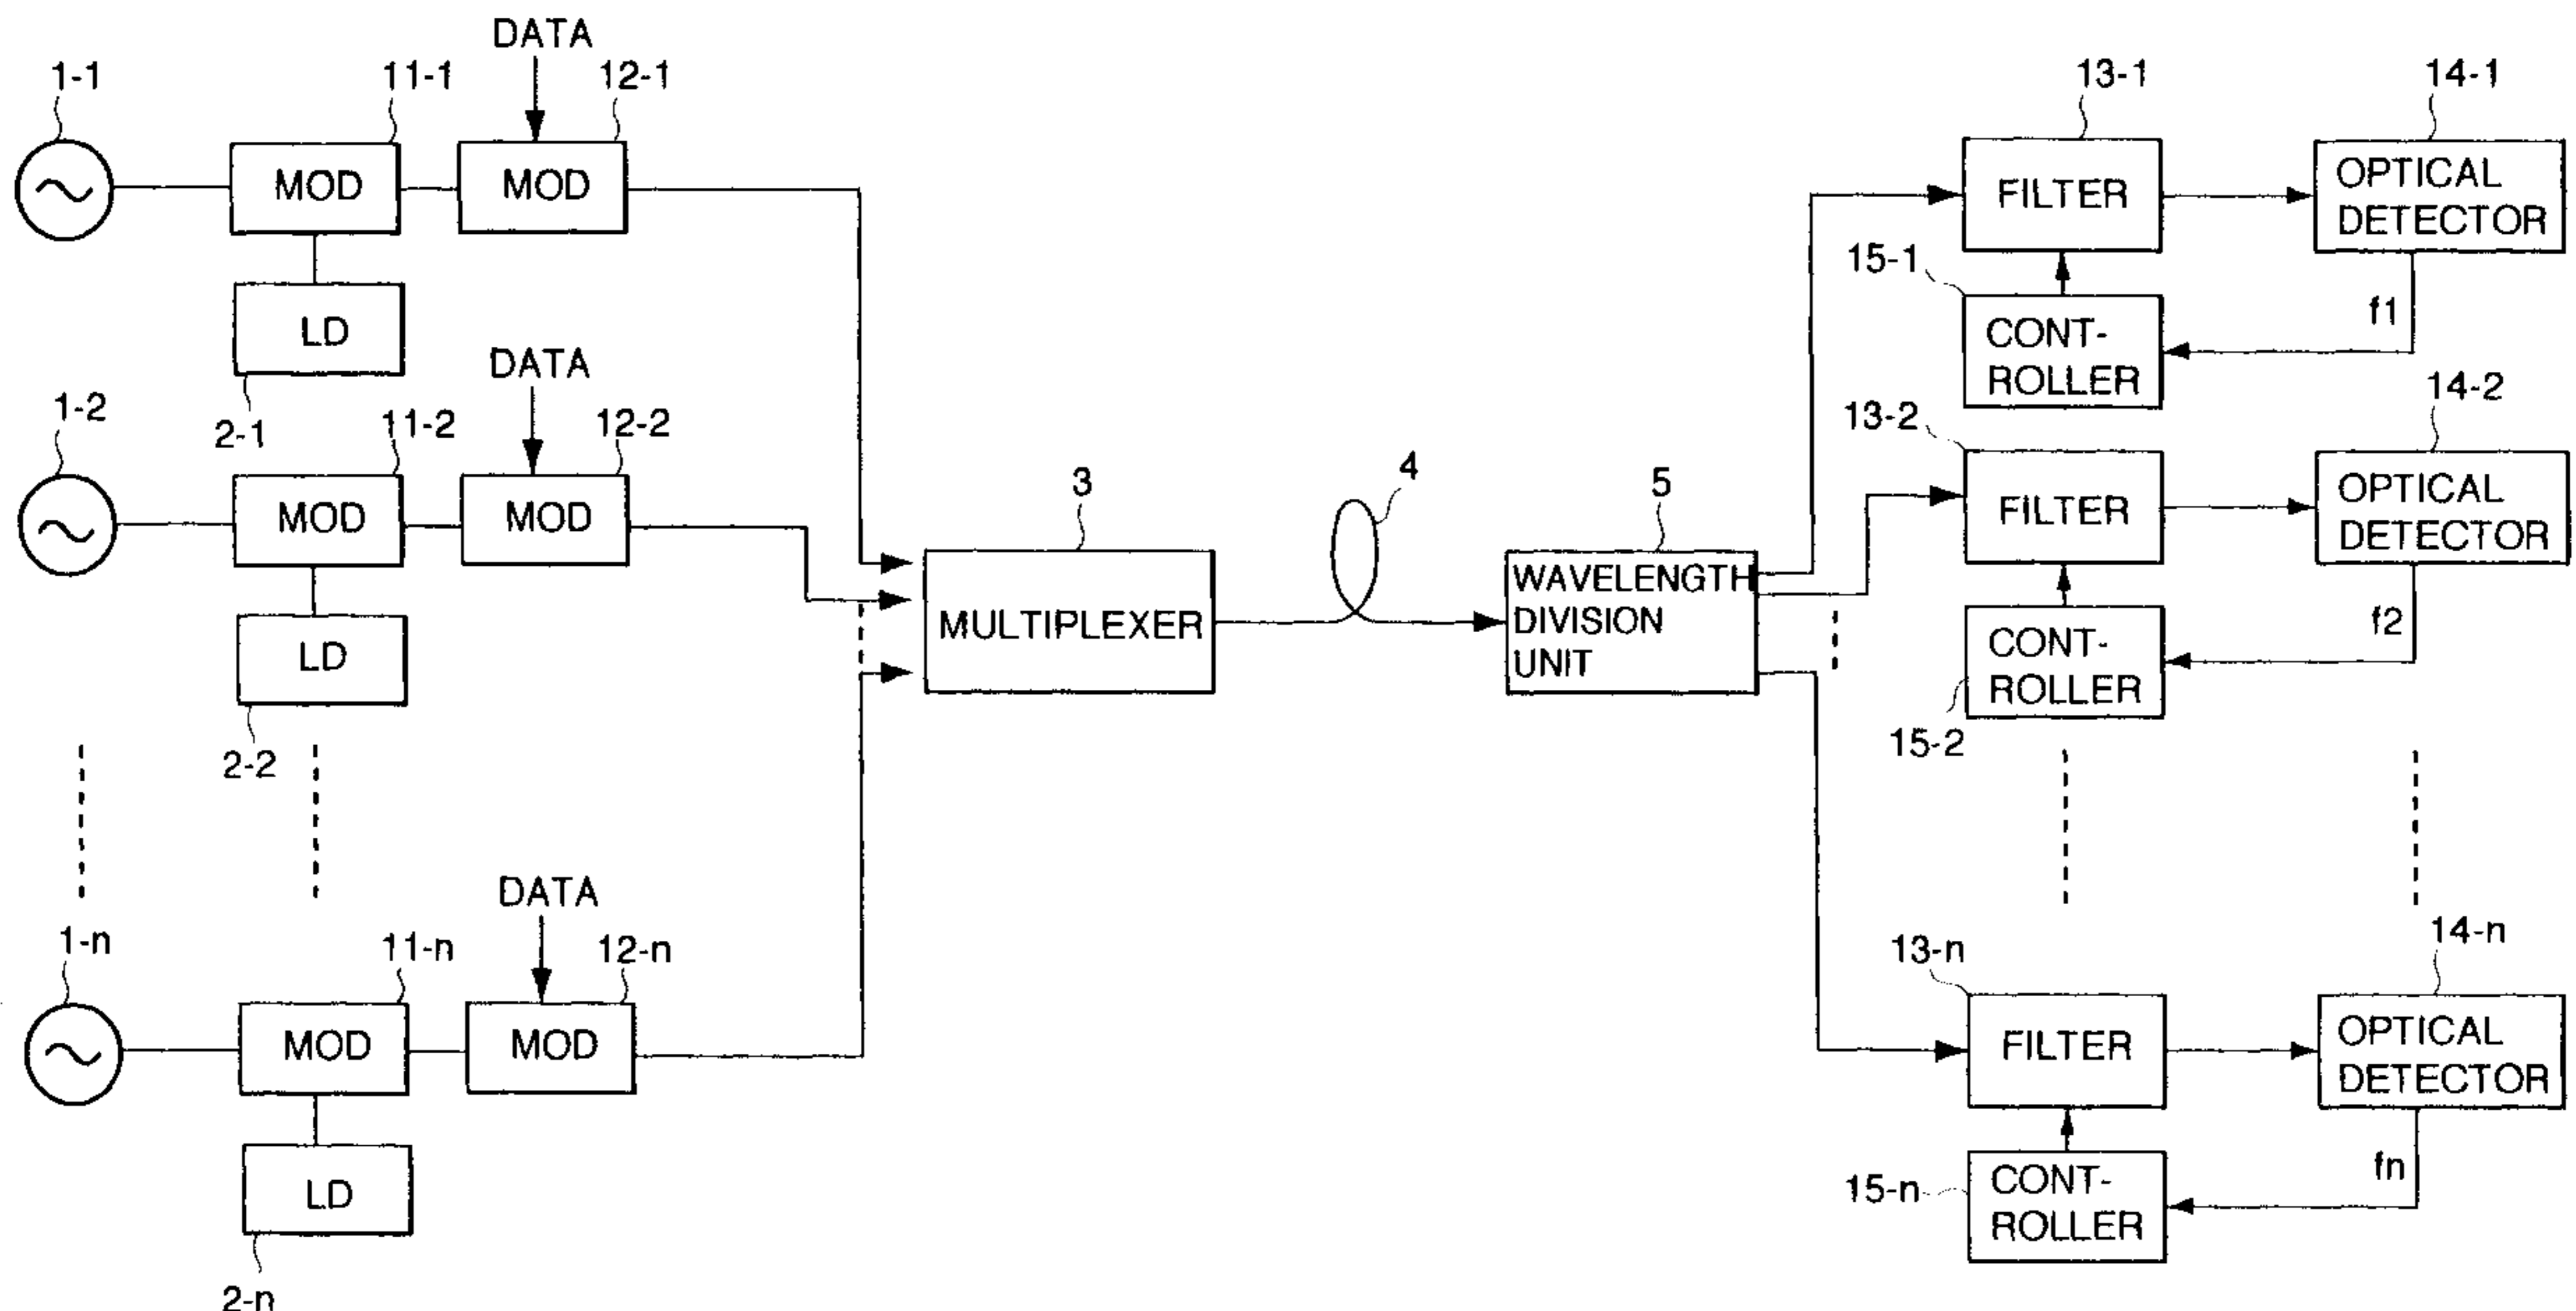 DATA
1-1
11-1
12-1
13-1
14-1
MOD
MOD
FILTER
OPTICAL
DETECTOR
15-1
LD
CONT-
ROLLER
f1
DATA
2-1
1-2
11-2
12-2
13-2
14-2
MOD
MOD
FILTER
OPTICAL
DETECTOR
3
4
5
MULTIPLEXER
WAVELENGTH
DIVISION
UNIT
LD
CONT-
ROLLER
f2
2-2
15-2
DATA
1-n
11-n
12-n
13-n
14-n
MOD
MOD
FILTER
OPTICAL
DETECTOR
LD
15-n
CONT-
ROLLER
fn
2-n